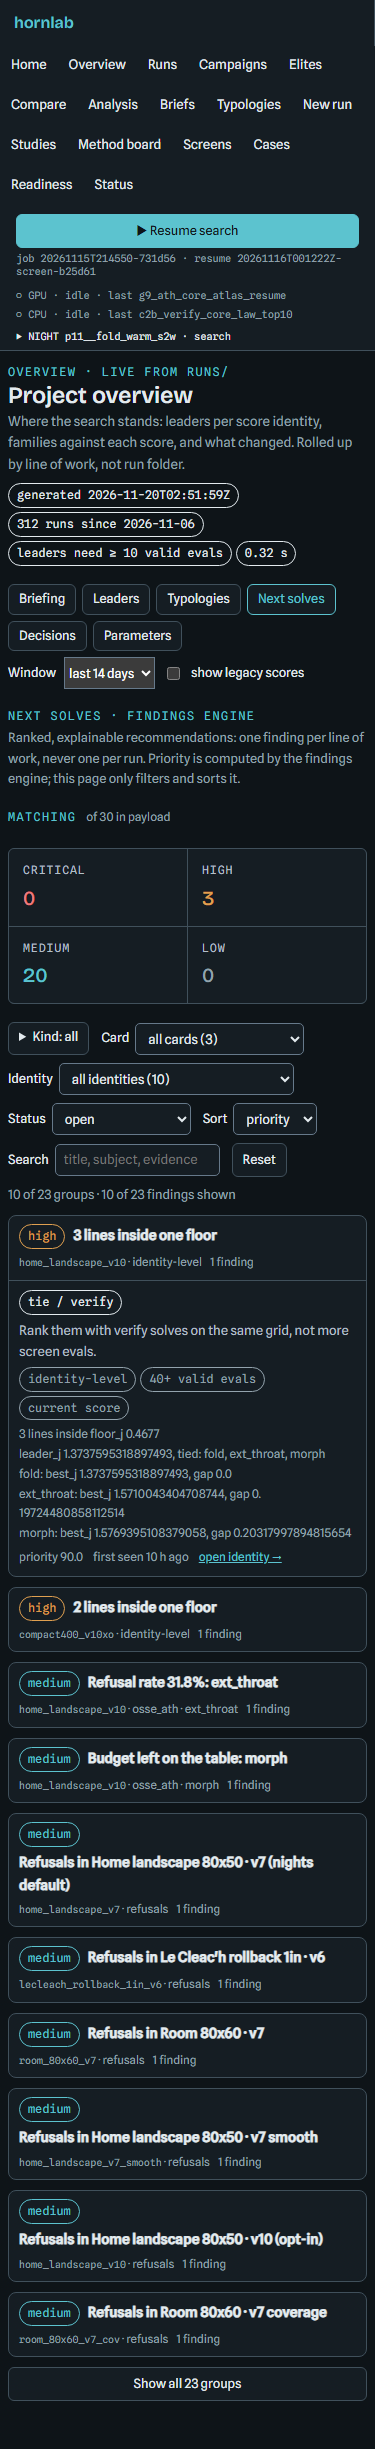 hornlab
Home Overview Runs Campaigns Elites
Compare Analysis Briefs Typologies New run
Studies Method board Screens Cases
Readiness Status
▶ Resume search
job 20261115T214550-731d56 · resume 20261116T001222Z-
screen-b25d61
○ GPU · idle · last g9_ath_core_atlas_resume
○ CPU · idle · last c2b_verify_core_law_top10
▶ NIGHT p11__fold_warm_s2w · search
OVERVIEW · LIVE FROM RUNS/
Project overview
Where the search stands: leaders per score identity,
families against each score, and what changed. Rolled up
by line of work, not run folder.
generated 2026-11-20T02:51:59Z
312 runs since 2026-11-06
leaders need ≥ 10 valid evals 0.32 s
Briefing Leaders Typologies Next solves
Decisions Parameters
Window last 14 days show legacy scores
NEXT SOLVES · FINDINGS ENGINE
Ranked, explainable recommendations: one finding per line of
work, never one per run. Priority is computed by the findings
engine; this page only filters and sorts it.
MATCHING of 30 in payload
CRITICAL HIGH
0 3
MEDIUM LOW
20 0
▶ Kind: all Card all cards (3)
Identity all identities (10)
Status open Sort priority
Search title, subject, evidence Reset
10 of 23 groups · 10 of 23 findings shown
high 3 lines inside one floor
home_landscape_v10 · identity-level 1 finding
tie / verify
Rank them with verify solves on the same grid, not more
screen evals.
identity-level 40+ valid evals
current score
3 lines inside floor_j 0.4677
leader_j 1.3737595318897493, tied: fold, ext_throat, morph
fold: best_j 1.3737595318897493, gap 0.0
ext_throat: best_j 1.5710043404708744, gap 0.
19724480858112514
morph: best_j 1.5769395108379058, gap 0.20317997894815654
priority 90.0 first seen 10 h ago open identity →
high 2 lines inside one floor
compact400_v10xo · identity-level 1 finding
medium Refusal rate 31.8%: ext_throat
home_landscape_v10 · osse_ath · ext_throat 1 finding
medium Budget left on the table: morph
home_landscape_v10 · osse_ath · morph 1 finding
medium
Refusals in Home landscape 80x50 · v7 (nights
default)
home_landscape_v7 · refusals 1 finding
medium Refusals in Le Cleac'h rollback 1in · v6
lecleach_rollback_1in_v6 · refusals 1 finding
medium Refusals in Room 80x60 · v7
room_80x60_v7 · refusals 1 finding
medium
Refusals in Home landscape 80x50 · v7 smooth
home_landscape_v7_smooth · refusals 1 finding
medium
Refusals in Home landscape 80x50 · v10 (opt-in)
home_landscape_v10 · refusals 1 finding
medium Refusals in Room 80x60 · v7 coverage
room_80x60_v7_cov · refusals 1 finding
Show all 23 groups